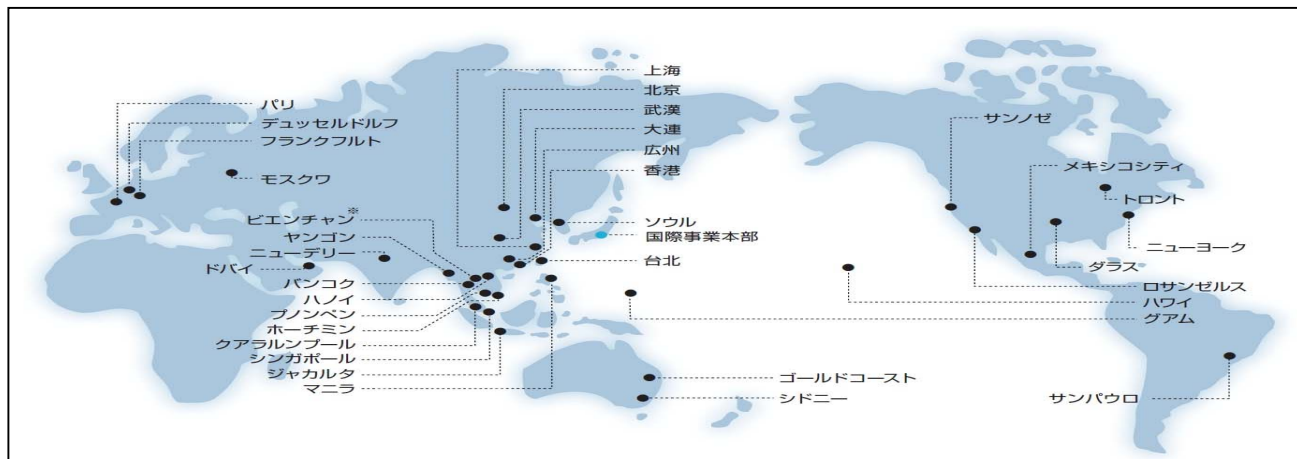 パリ
デュッセルドルフ
フランクフルト
モスクワ
ビエンチャン※
ヤンゴン
ニューデリー
ドバイ
バンコク
ハノイ
プノンペン
ホーチミン
クアラルンプール
シンガポール
ジャカルタ
マニラ
上海
北京
武漢
大連
広州
香港
ソウル
国際事業本部
台北
ゴールドコースト
シドニー
サンノゼ
メキシコシティ
トロント
ニューヨーク
ダラス
ロサンゼルス
ハワイ
グアム
サンパウロ